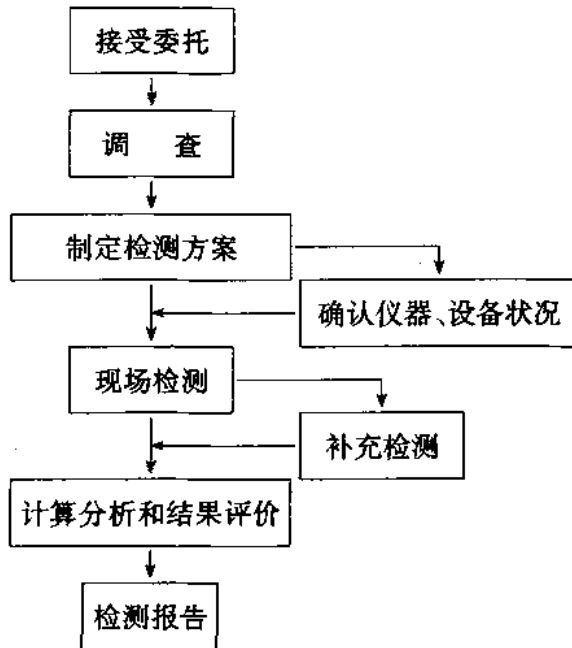 接受委托
调 查
制定检测方案
确认仪器、设备状况
现场检测
补充检测
计算分析和结果评价
检测报告